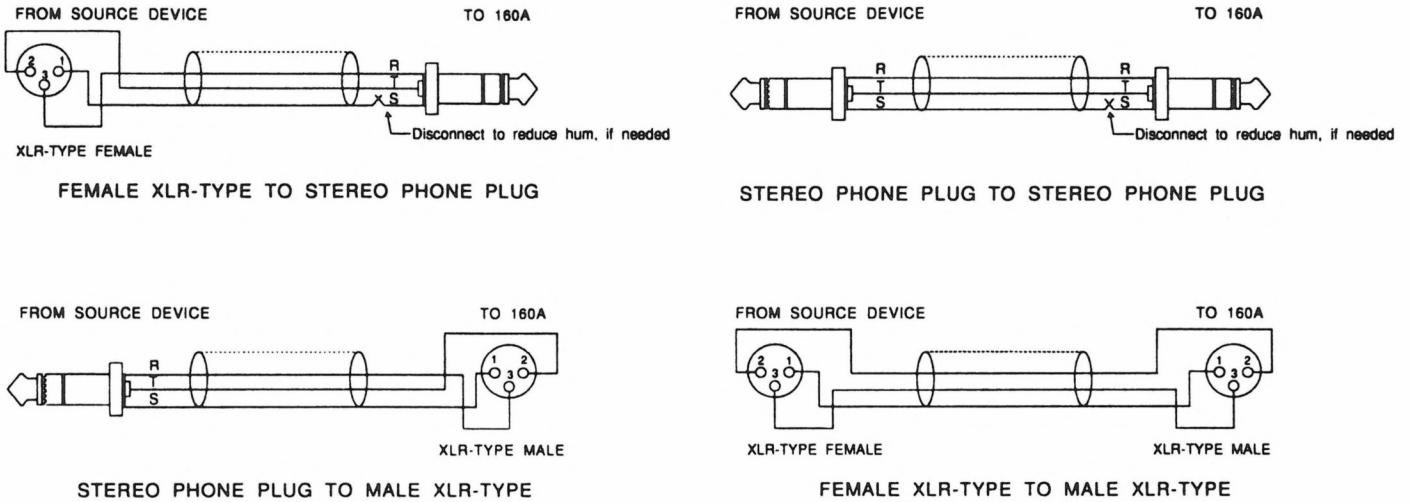 FROM SOURCE DEVICE
TO 160A
2
1
3
R
T
S
Disconnect to reduce hum, if needed
XLR-TYPE FEMALE
FEMALE XLR-TYPE TO STEREO PHONE PLUG
FROM SOURCE DEVICE
TO 160A
R
T
S
R
T
S
Disconnect to reduce hum, if needed
STEREO PHONE PLUG TO STEREO PHONE PLUG
FROM SOURCE DEVICE
TO 160A
R
T
S
1
2
3
XLR-TYPE MALE
STEREO PHONE PLUG TO MALE XLR-TYPE
FROM SOURCE DEVICE
TO 160A
2
1
3
1
2
3
XLR-TYPE FEMALE
XLR-TYPE MALE
FEMALE XLR-TYPE TO MALE XLR-TYPE